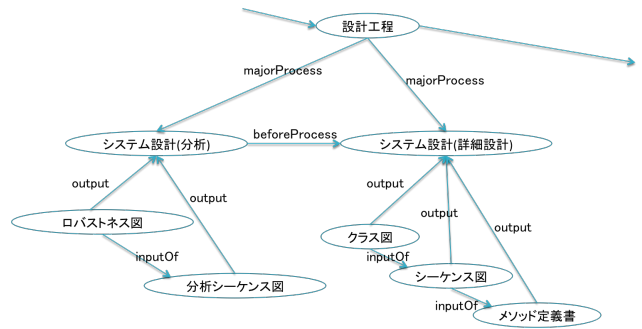 設計工程
majorProcess
majorProcess
システム設計(分析)
beforeProcess
システム設計(詳細設計)
output
output
output
output
output
ロバストネス図
クラス図
inputOf
inputOf
分析シーケンス図
シーケンス図
inputOf
メソッド定義書